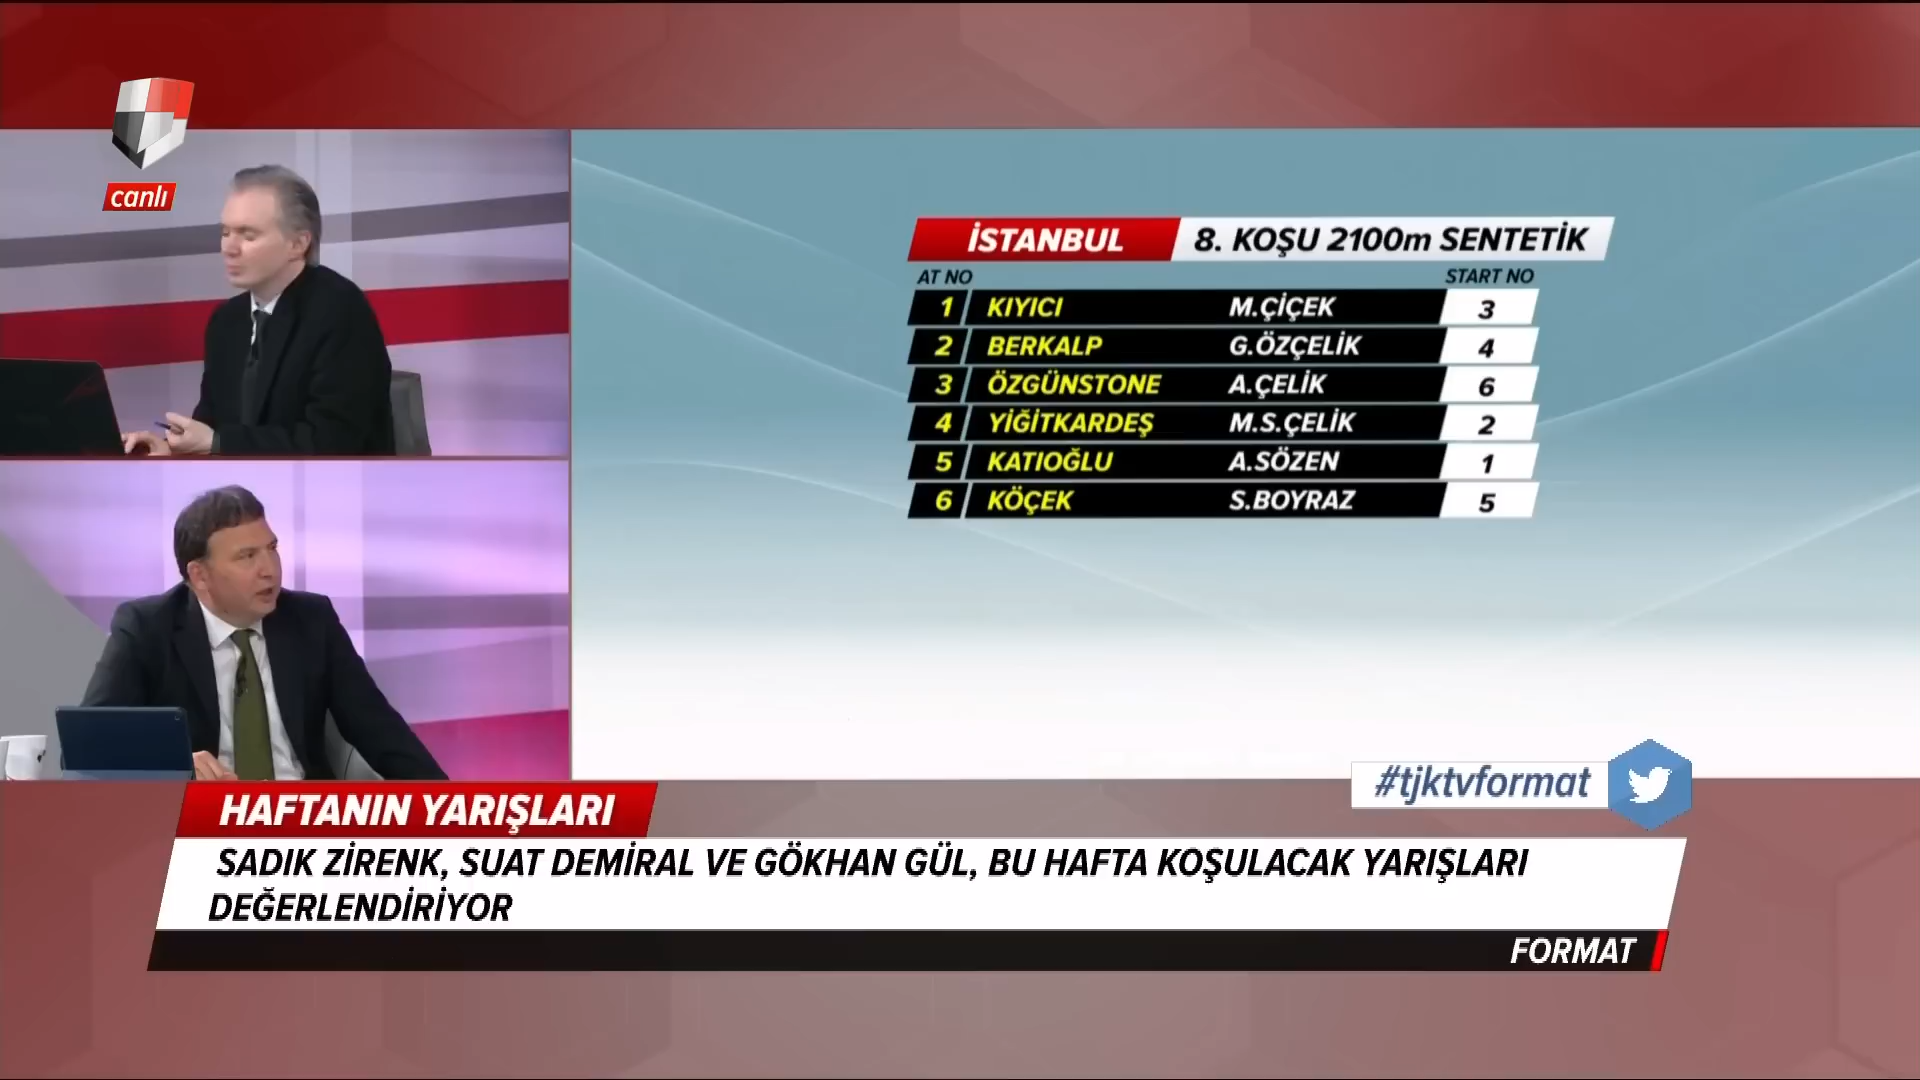 canlı
İSTANBUL 8. KOŞU 2100m SENTETİK
AT NO START NO
1 KIYICI M.ÇİÇEK 3
2 BERKALP G.ÖZÇELİK 4
3 ÖZGÜNSTONE A.ÇELİK 6
4 YİĞİTKARDEŞ M.S.ÇELİK 2
5 KATIOĞLU A.SÖZEN 1
6 KÖÇEK S.BOYRAZ 5
#tjktvformat
HAFTANIN YARIŞLARI
SADIK ZİRENK, SUAT DEMİRAL VE GÖKHAN GÜL, BU HAFTA KOŞULACAK YARIŞLARI
DEĞERLENDİRİYOR
FORMAT